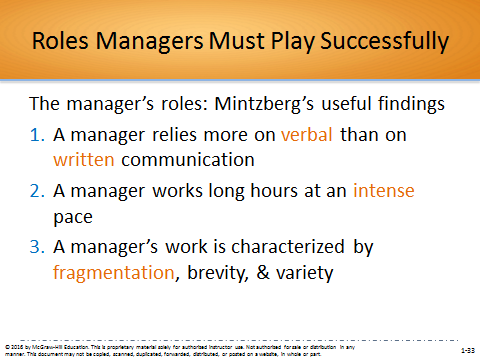 Roles Managers Must Play Successfully
The manager's roles: Mintzberg's useful findings
1. A manager relies more on verbal than on
written communication
2. A manager works long hours at an intense
pace
3. A manager's work is characterized by
fragmentation, brevity, & variety
© 2016 by McGraw-Hill Education. This is proprietary material solely for authorized instructor use. Not authorized for sale or distribution in any
manner. This document may not be copied, scanned, duplicated, forwarded, distributed, or posted on a website, in whole or part.
1-33